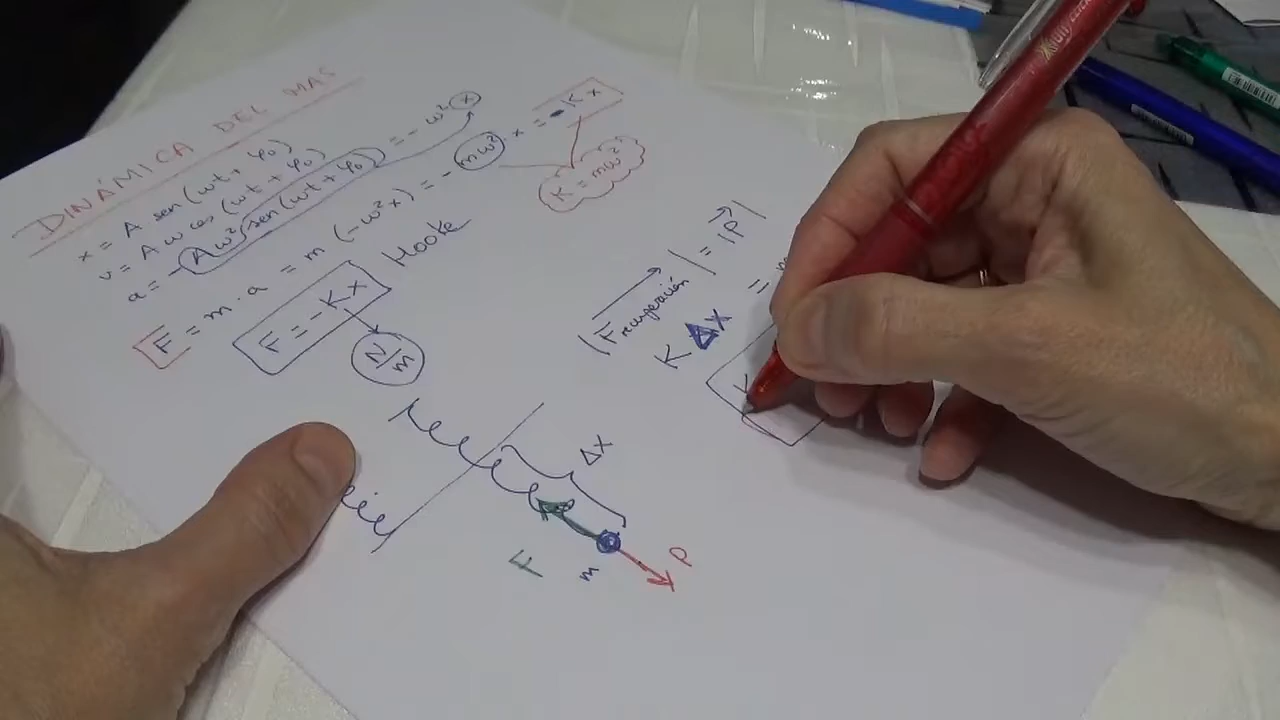 DINÁMICA DEL MAS
x = A sen (ωt + φ₀)
v = A ω cos (ωt + φ₀)
a = - A ω² sen (ωt + φ₀) = - ω² x
F = m · a = m (-ω² x) = - mω² · x = - K x
K = mω²
F = - K x Hooke
N/m
Δx
F
m
P
|F recuperación| = |P|
K Δx = m
K